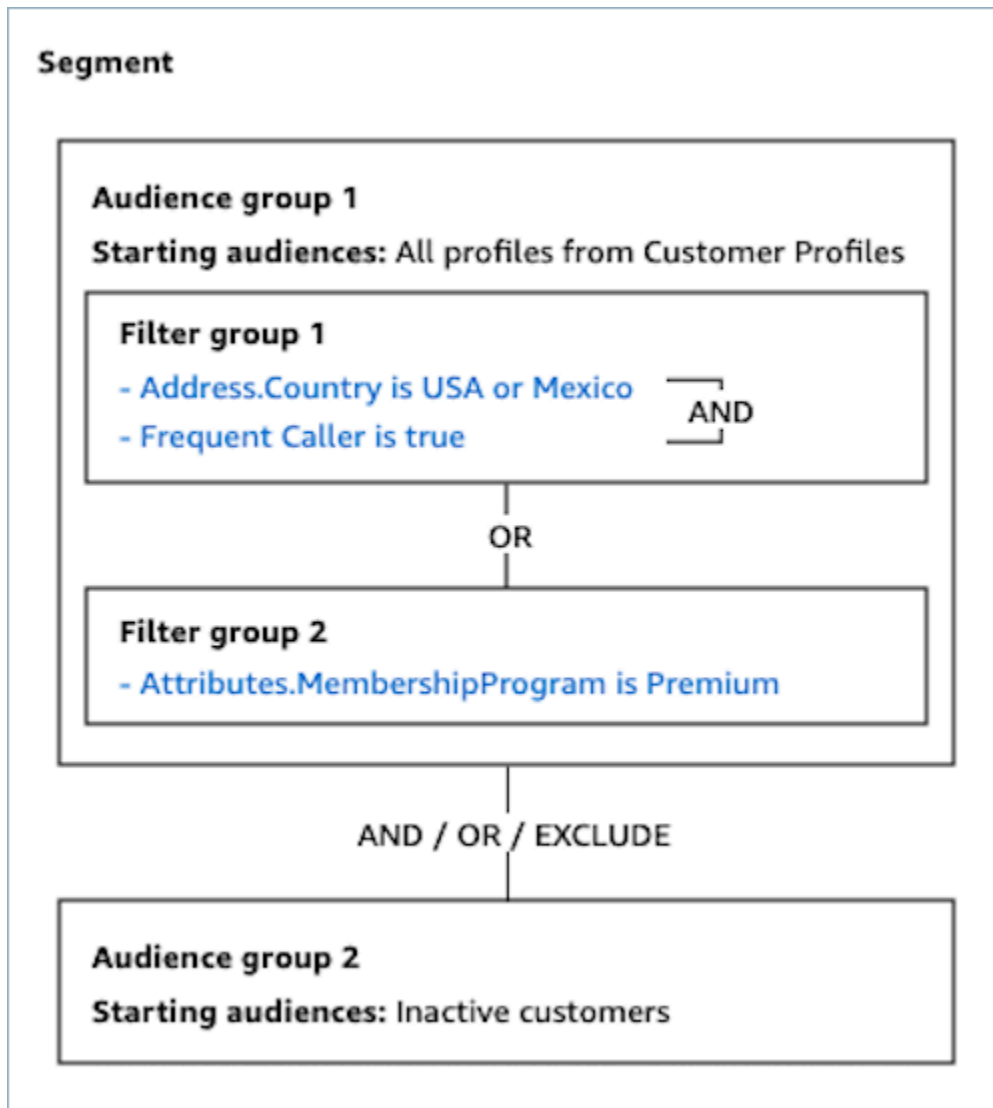 Segment
Audience group 1
Starting audiences: All profiles from Customer Profiles
Filter group 1
- Address.Country is USA or Mexico
- Frequent Caller is true
AND
OR
Filter group 2
- Attributes.MembershipProgram is Premium
AND / OR / EXCLUDE
Audience group 2
Starting audiences: Inactive customers